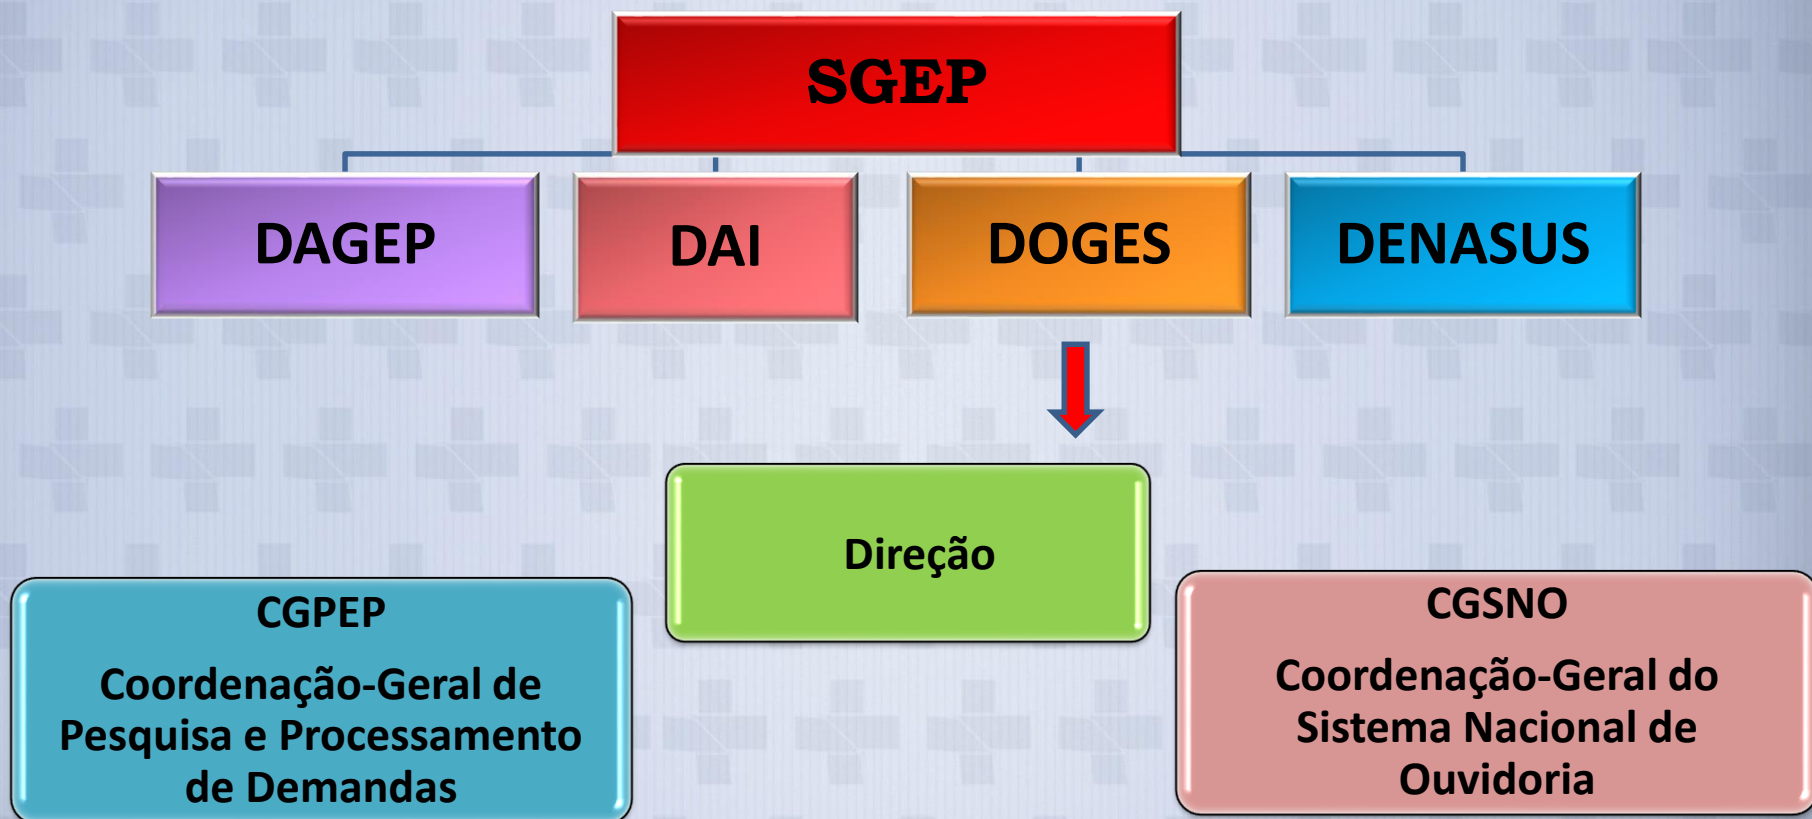 SGEP
DAGEP
DAI
DOGES
DENASUS
Direção
CGPEP
Coordenação-Geral de
Pesquisa e Processamento
de Demandas
CGSNO
Coordenação-Geral do
Sistema Nacional de
Ouvidoria